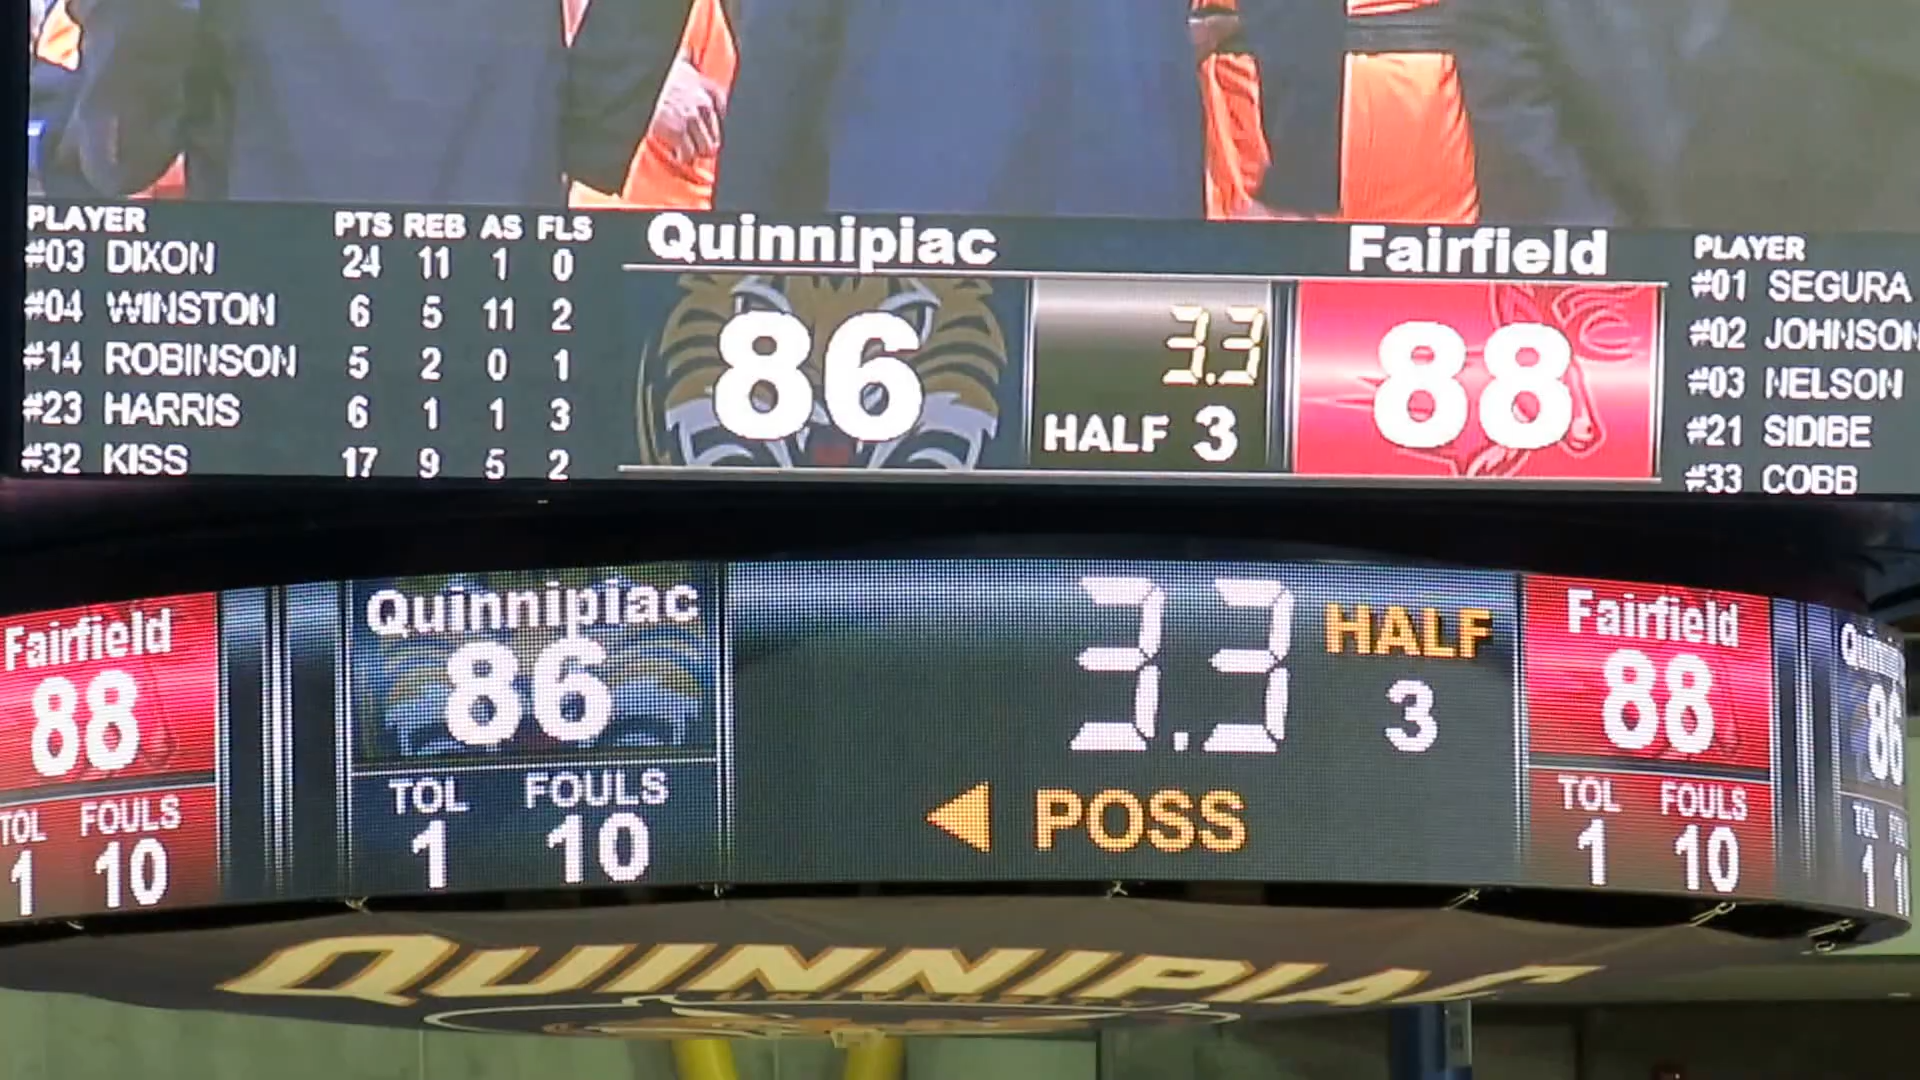 PLAYER PTS REB AS FLS
#03 DIXON 24 11 1 0
#04 WINSTON 6 5 11 2
#14 ROBINSON 5 2 0 1
#23 HARRIS 6 1 1 3
#32 KISS 17 9 5 2
Quinnipiac Fairfield
86 3.3 88
HALF 3
PLAYER
#01 SEGURA
#02 JOHNSON
#03 NELSON
#21 SIDIBE
#33 COBB
Fairfield
88
TOL FOULS
1 10
Quinnipiac
86
TOL FOULS
1 10
3.3 HALF
3
◀ POSS
Fairfield
88
TOL FOULS
1 10
86
TOL
1
QUINNIPIAC